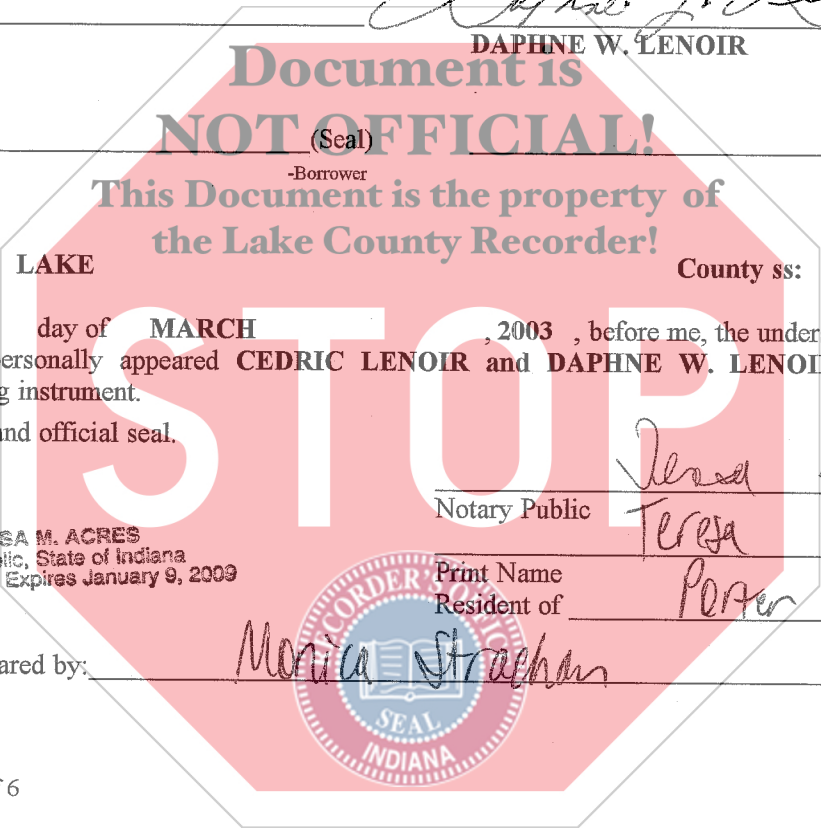 DAPHNE W. LENOIR
Document is
NOT OFFICIAL!
(Seal)
-Borrower
This Document is the property of
the Lake County Recorder!
LAKE County ss:
day of MARCH , 2003 , before me, the under
ersonally appeared CEDRIC LENOIR and DAPHNE W. LENOI
g instrument.
and official seal.
STOP
Notary Public
Teresa
SA M. ACRES
lic, State of Indiana
Expires January 9, 2009
Print Name
Resident of Porter
RECORDER'S OFFICE
ared by: Monica Strachan
SEAL
INDIANA
6